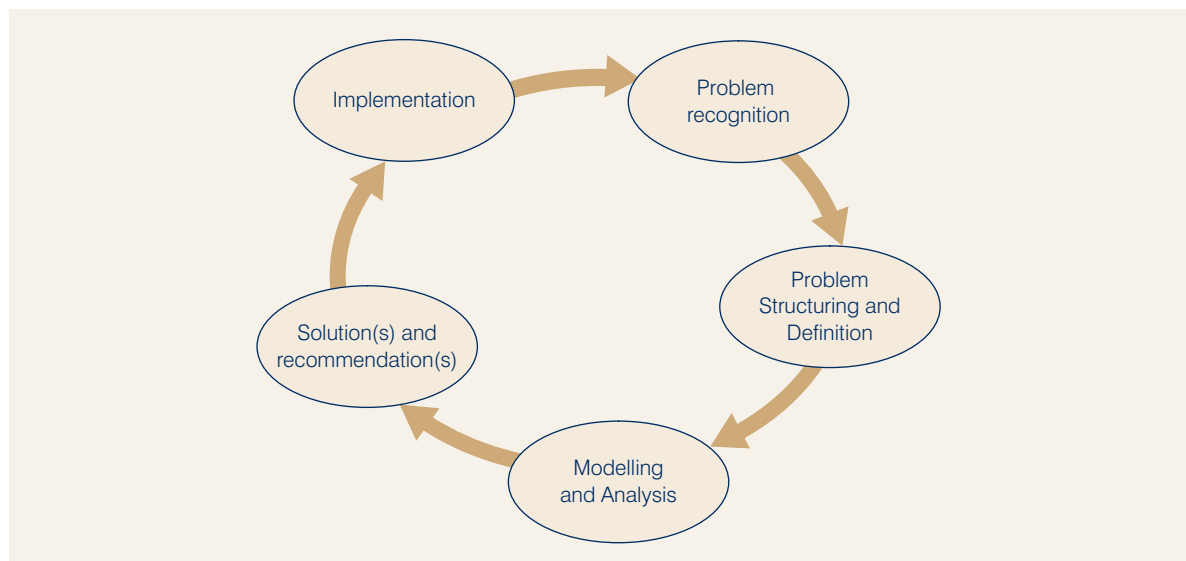 Implementation
Problem
recognition
Problem
Structuring and
Definition
Modelling
and Analysis
Solution(s) and
recommendation(s)